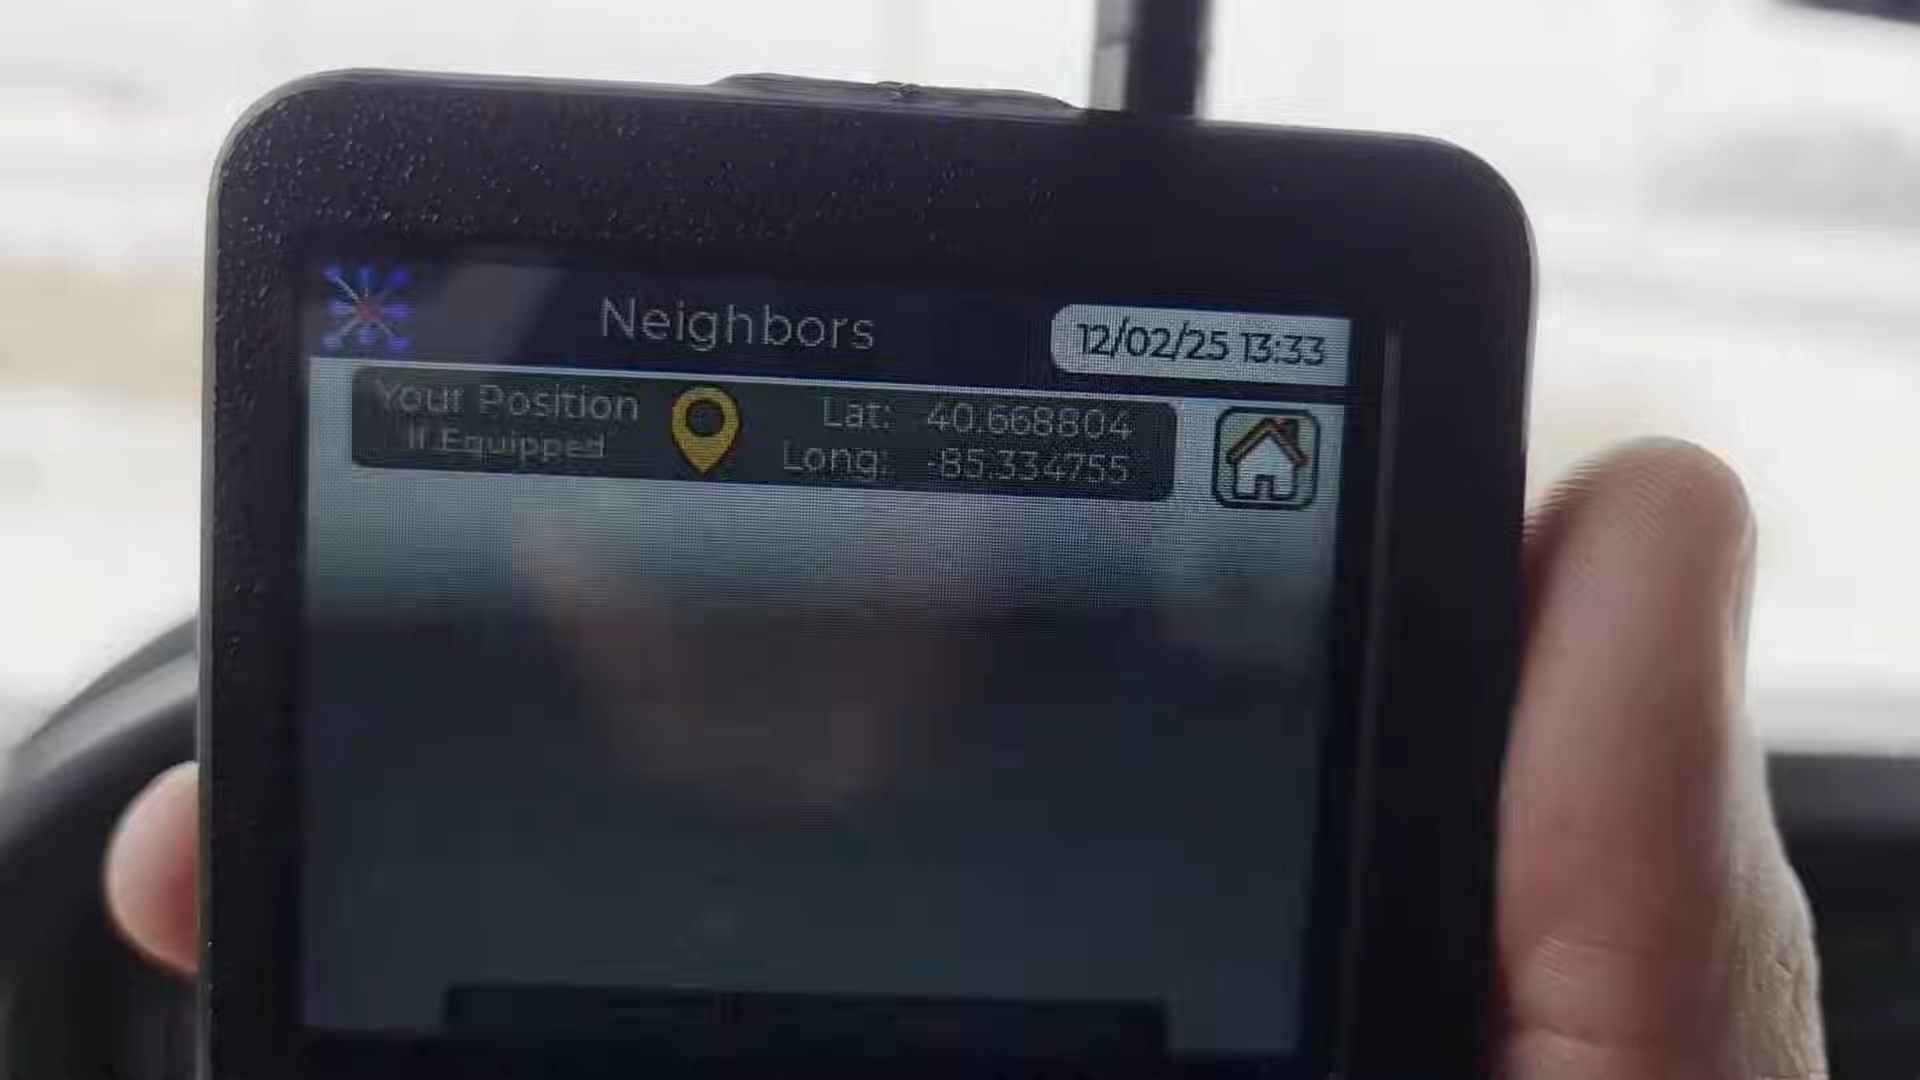 Neighbors
12/02/25 13:33
Your Position
If Equipped
Lat: 40.668804
Long: -85.334755